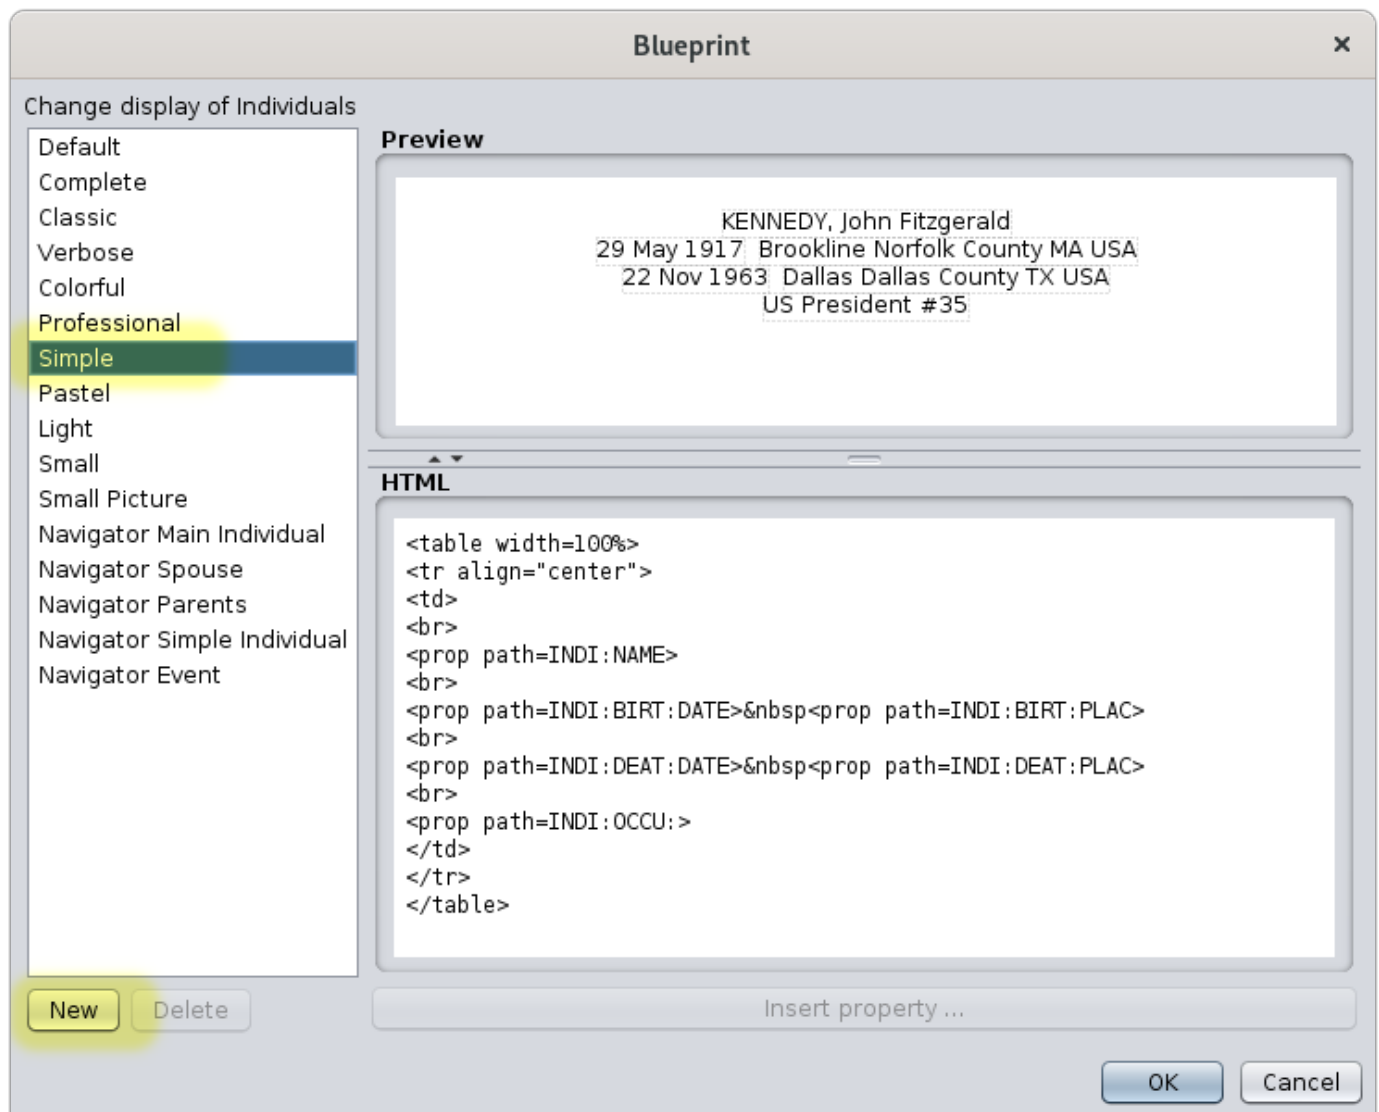 Blueprint
Change display of Individuals
Default
Complete
Classic
Verbose
Colorful
Professional
Simple
Pastel
Light
Small
Small Picture
Navigator Main Individual
Navigator Spouse
Navigator Parents
Navigator Simple Individual
Navigator Event
New Delete
Preview
KENNEDY, John Fitzgerald
29 May 1917 Brookline Norfolk County MA USA
22 Nov 1963 Dallas Dallas County TX USA
US President #35
HTML
<table width=100%>
<tr align="center">
<td>
<br>
<prop path=INDI:NAME>
<br>
<prop path=INDI:BIRT:DATE>&nbsp<prop path=INDI:BIRT:PLAC>
<br>
<prop path=INDI:DEAT:DATE>&nbsp<prop path=INDI:DEAT:PLAC>
<br>
<prop path=INDI:OCCU:>
</td>
</tr>
</table>
Insert property ...
OK Cancel